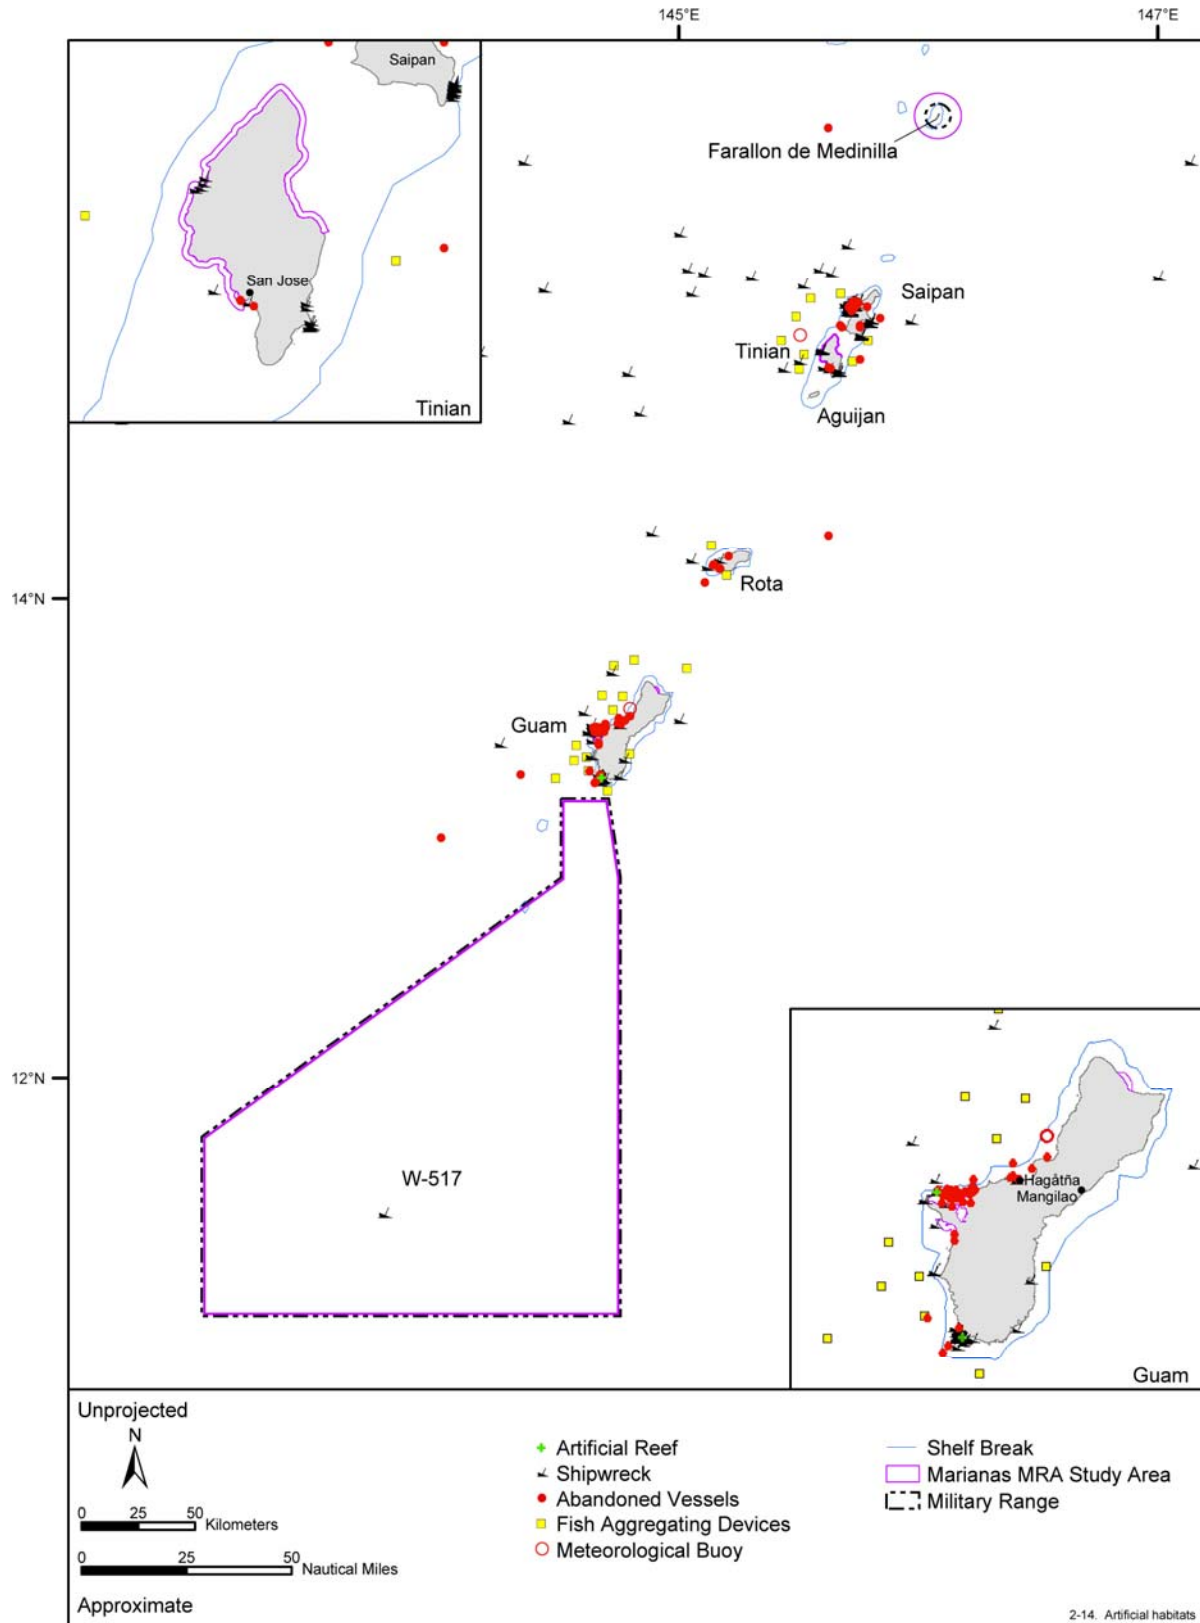 145°E 147°E
Saipan
San Jose
Tinian
Farallon de Medinilla
Saipan
Tinian
Aguijan
14°N
Rota
Guam
12°N
W-517
Hagåtña
Mangilao
Guam
Unprojected
N
0 25 50
Kilometers
0 25 50
Nautical Miles
Approximate
Artificial Reef
Shipwreck
Abandoned Vessels
Fish Aggregating Devices
Meteorological Buoy
Shelf Break
Marianas MRA Study Area
Military Range
2-14. Artificial habitats